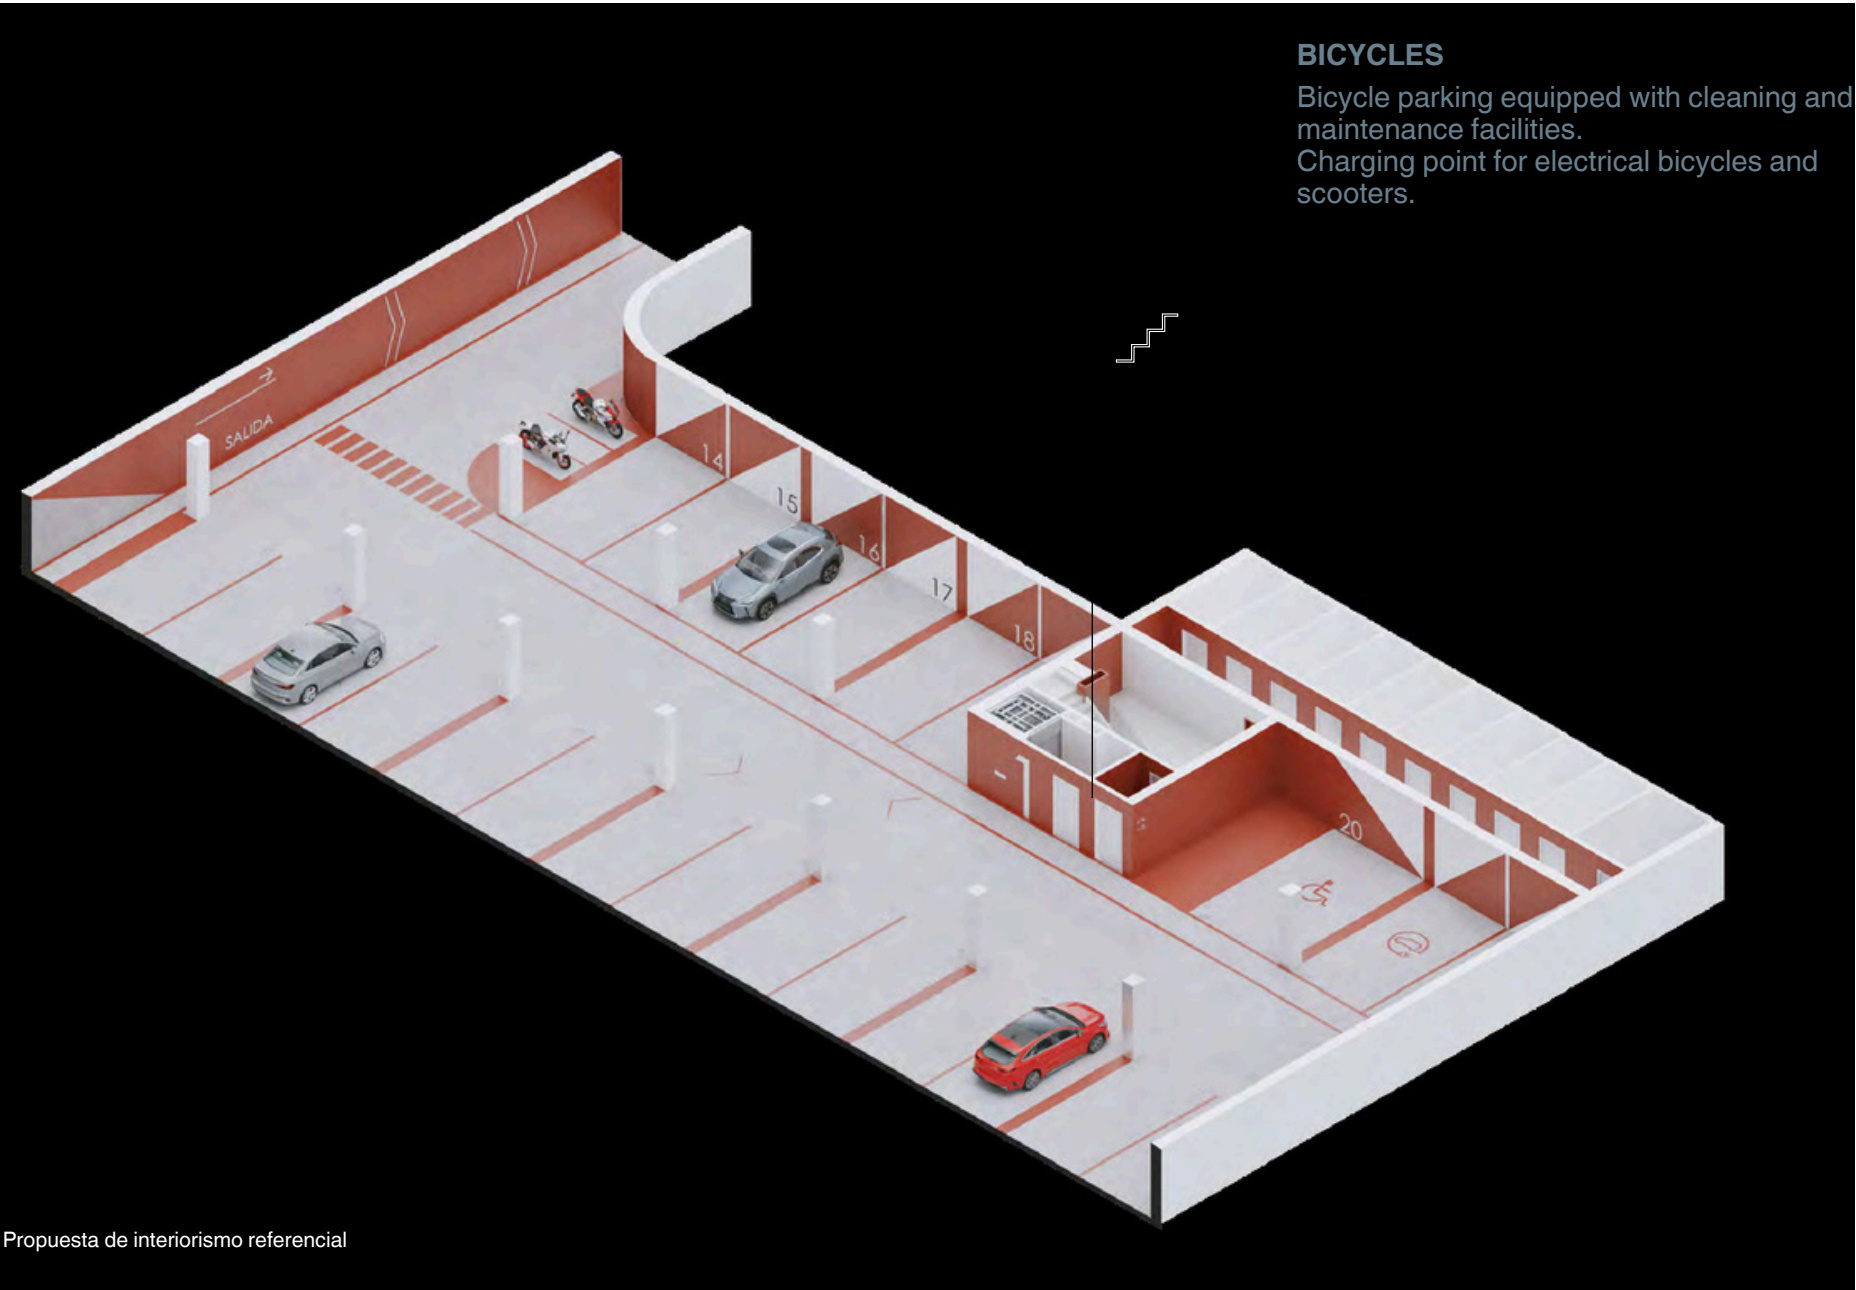 BICYCLES
Bicycle parking equipped with cleaning and
maintenance facilities.
Charging point for electrical bicycles and
scooters.
SALIDA
14
15
16
17
18
20
Propuesta de interiorismo referencial